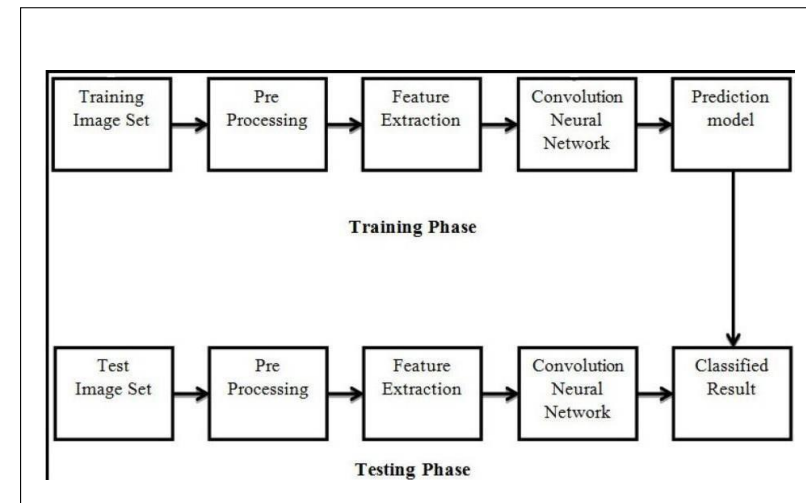 Training
Image Set
Pre
Processing
Feature
Extraction
Convolution
Neural
Network
Prediction
model
Training Phase
Test
Image Set
Pre
Processing
Feature
Extraction
Convolution
Neural
Network
Classified
Result
Testing Phase